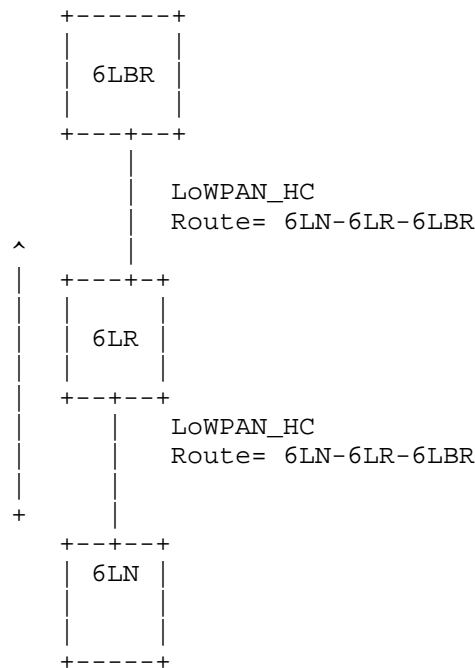 6LBR
LoWPAN_HC
Route= 6LN-6LR-6LBR
6LR
LoWPAN_HC
Route= 6LN-6LR-6LBR
6LN